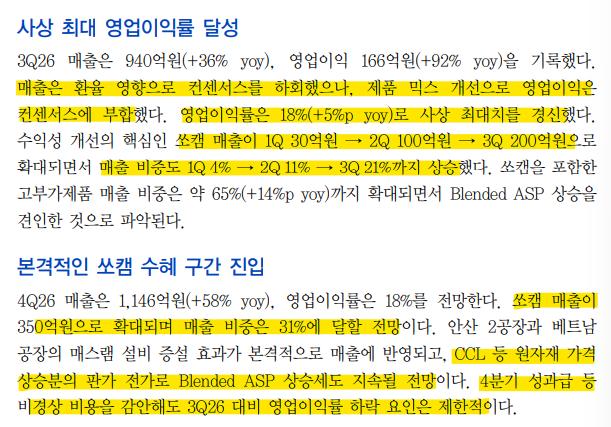 사상 최대 영업이익률 달성
3Q26 매출은 940억원(+36% yoy), 영업이익 166억원(+92% yoy)을 기록했다.
매출은 환율 영향으로 컨센서스를 하회했으나, 제품 믹스 개선으로 영업이익은
컨센서스에 부합했다. 영업이익률은 18%(+5%p yoy)로 사상 최대치를 경신했다.
수익성 개선의 핵심인 쏘캠 매출이 1Q 30억원 → 2Q 100억원 → 3Q 200억원으로
확대되면서 매출 비중도 1Q 4% → 2Q 11% → 3Q 21%까지 상승했다. 쏘캠을 포함한
고부가제품 매출 비중은 약 65%(+14%p yoy)까지 확대되면서 Blended ASP 상승을
견인한 것으로 파악된다.
본격적인 쏘캠 수혜 구간 진입
4Q26 매출은 1,146억원(+58% yoy), 영업이익률은 18%를 전망한다. 쏘캠 매출이
350억원으로 확대되며 매출 비중은 31%에 달할 전망이다. 안산 2공장과 베트남
공장의 매스램 설비 증설 효과가 본격적으로 매출에 반영되고, CCL 등 원자재 가격
상승분의 판가 전가로 Blended ASP 상승세도 지속될 전망이다. 4분기 성과급 등
비경상 비용을 감안해도 3Q26 대비 영업이익률 하락 요인은 제한적이다.